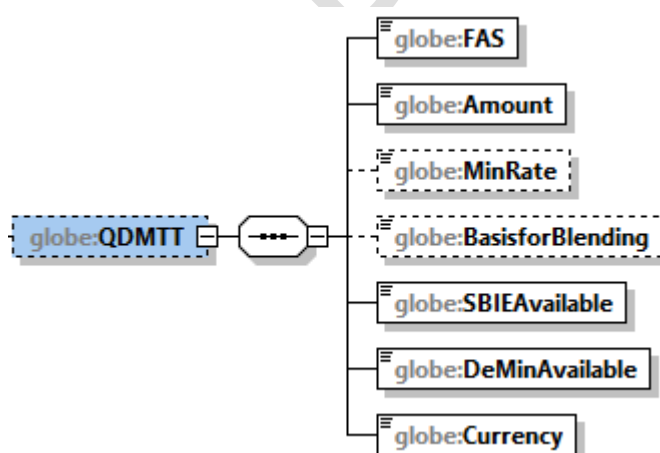 globe:FAS
globe:Amount
globe:MinRate
globe:QDMTT
globe:BasisforBlending
globe:SBIEAvailable
globe:DeMinAvailable
globe:Currency